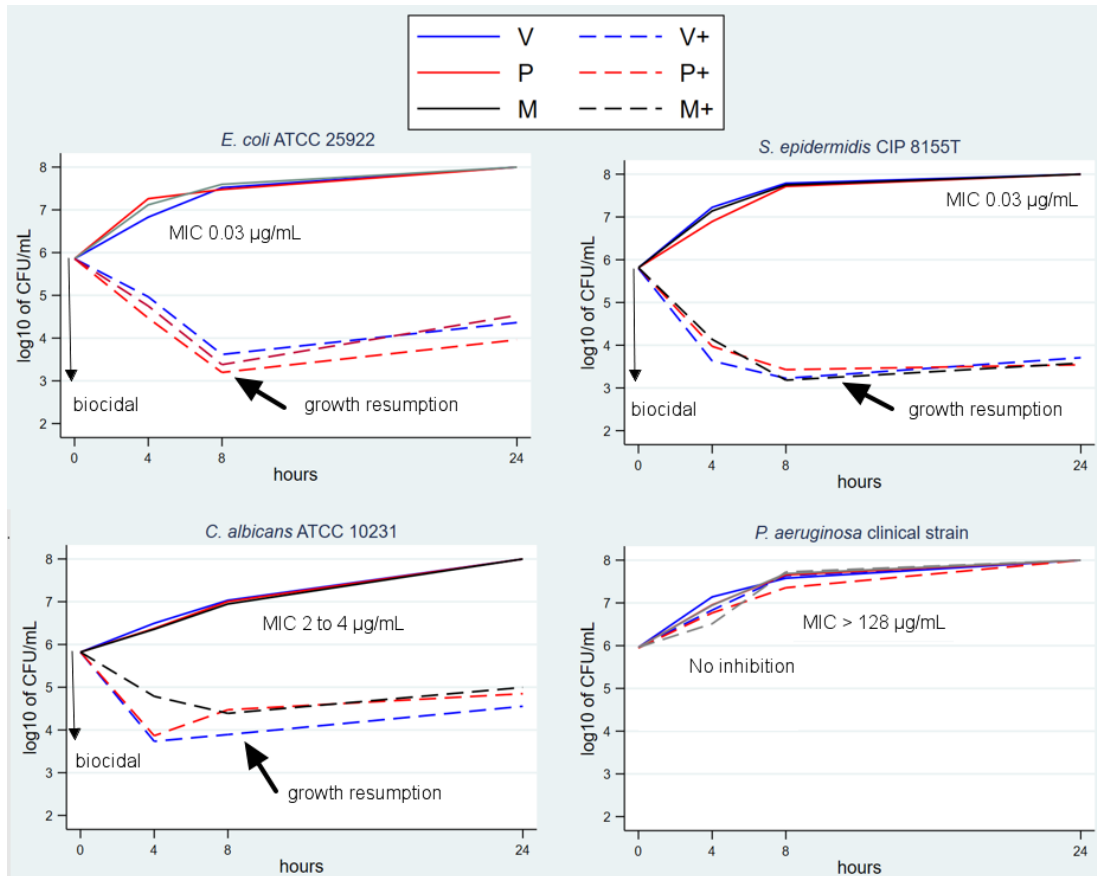 V V+
P P+
M M+
E. coli ATCC 25922
log10 of CFU/mL
8
7
6
5
4
3
2
MIC 0.03 µg/mL
biocidal
growth resumption
0 4 8 24
hours
S. epidermidis CIP 8155T
log10 of CFU/mL
8
7
6
5
4
3
2
MIC 0.03 µg/mL
biocidal
growth resumption
0 4 8 24
hours
C. albicans ATCC 10231
log10 of CFU/mL
8
7
6
5
4
3
2
MIC 2 to 4 µg/mL
biocidal
growth resumption
0 4 8 24
hours
P. aeruginosa clinical strain
log10 of CFU/mL
8
7
6
5
4
3
2
MIC > 128 µg/mL
No inhibition
0 4 8 24
hours